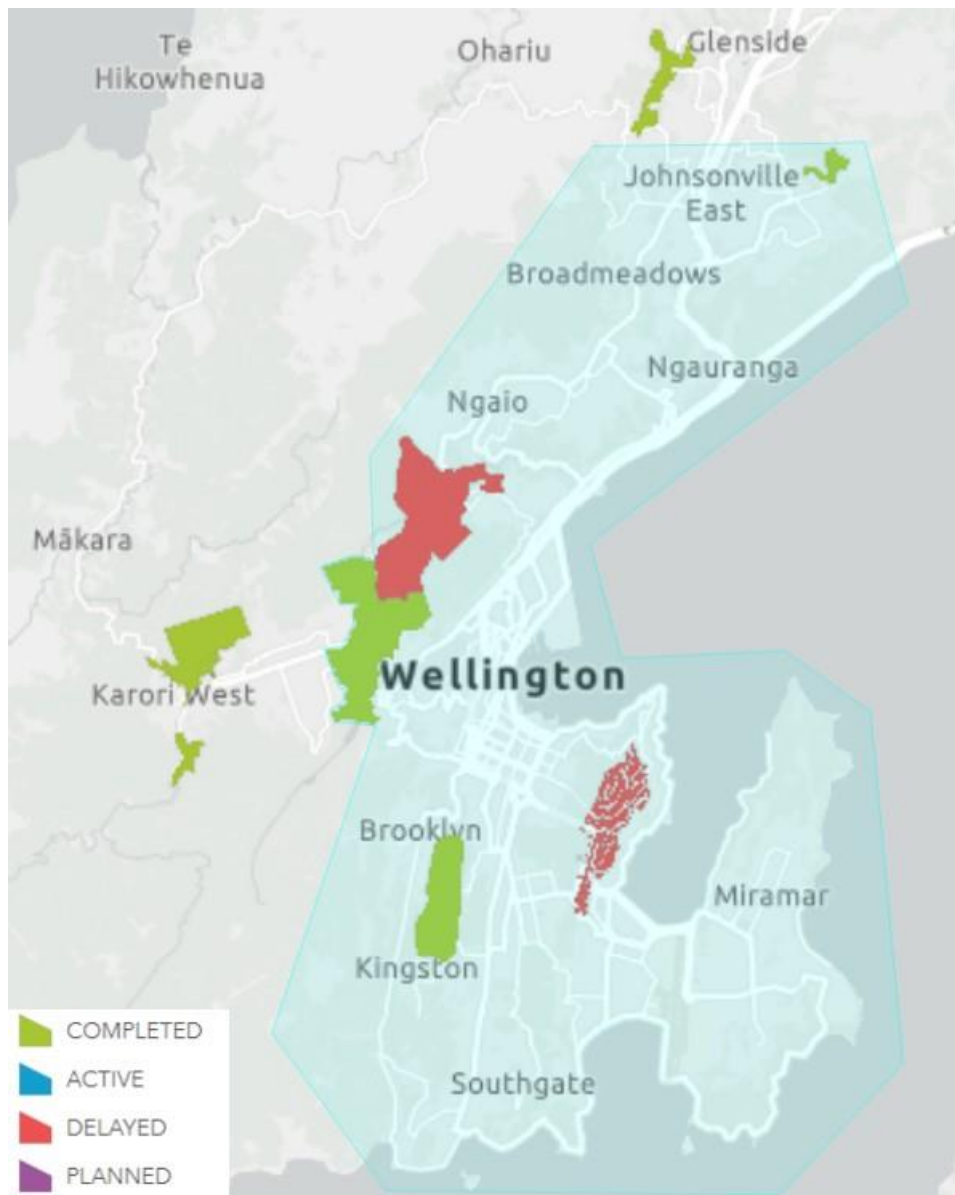 Te
Hikowhenua
Ohariu
Glenside
Johnsonville
East
Broadmeadows
Ngauranga
Ngaio
Mākara
Karori West
Wellington
Brooklyn
Miramar
Kingston
Southgate
COMPLETED
ACTIVE
DELAYED
PLANNED